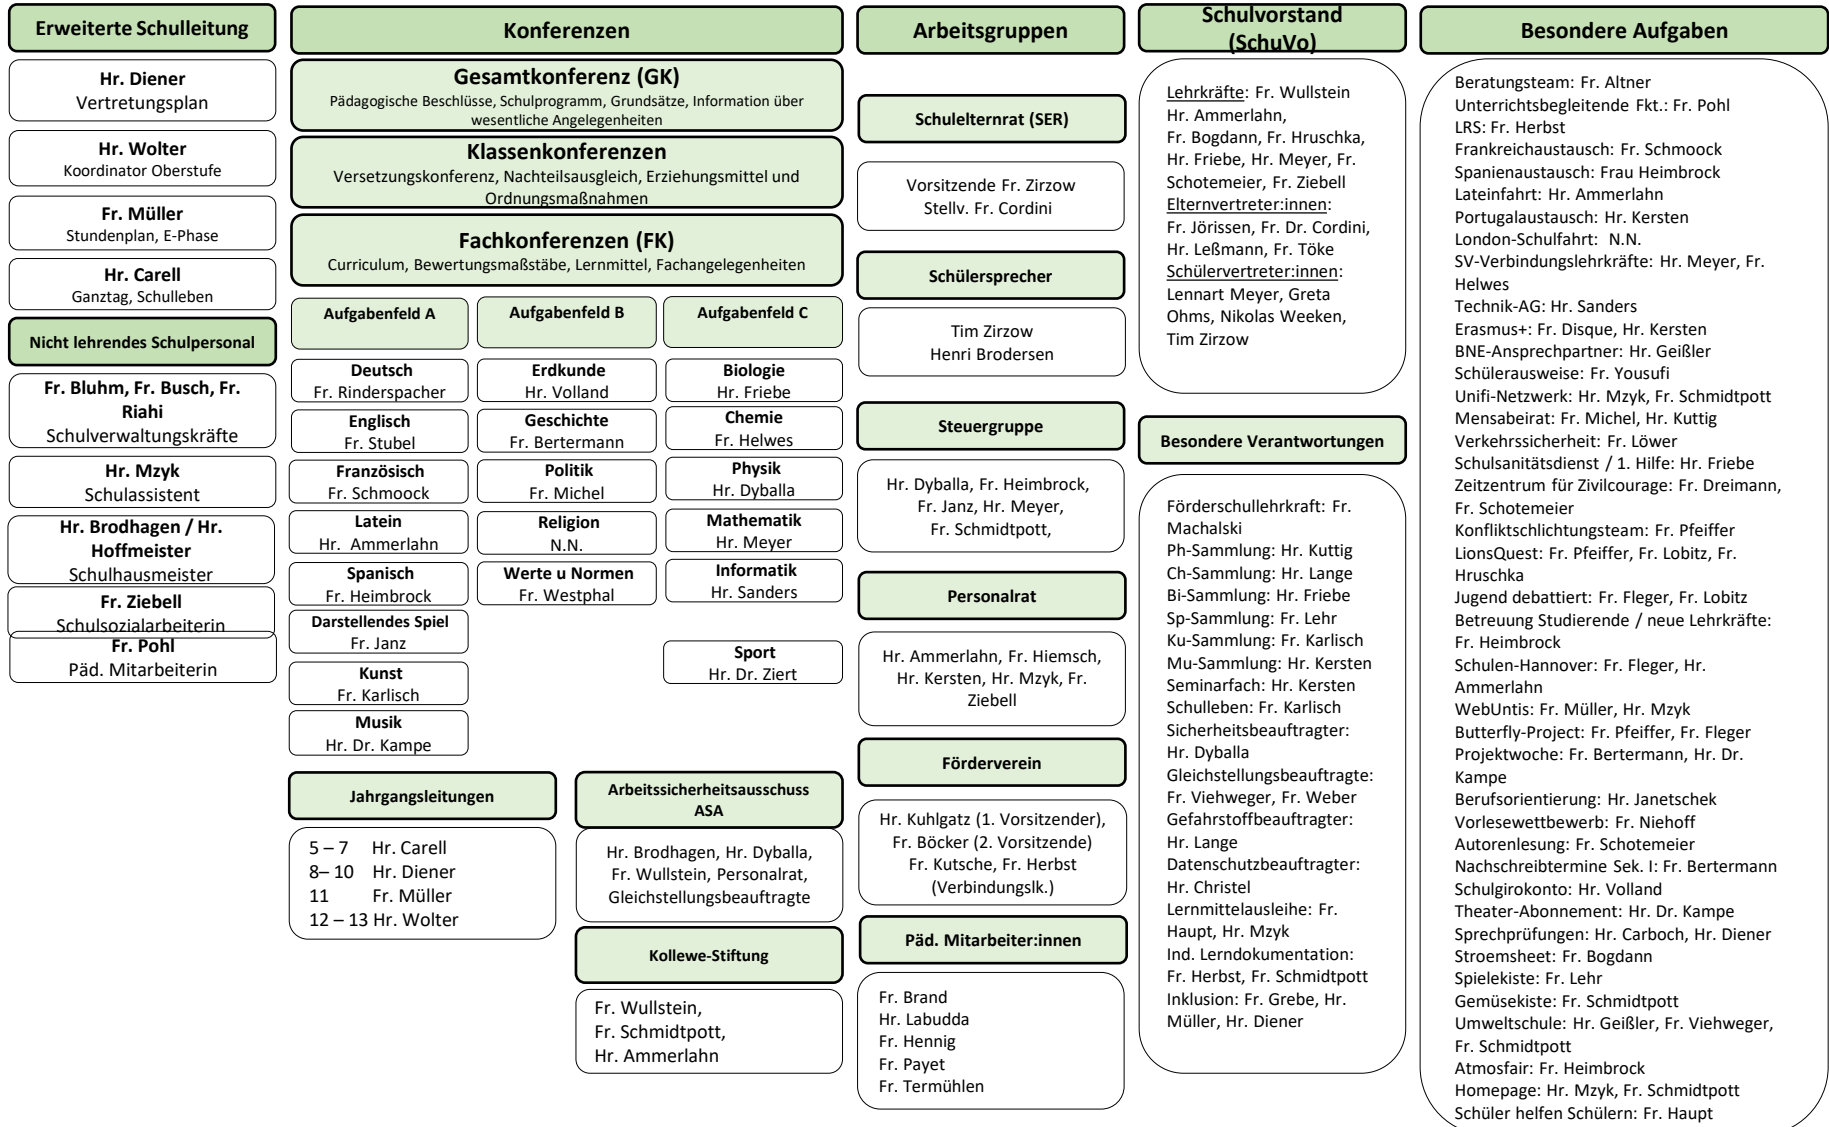 Erweiterte Schulleitung
Hr. Diener
Vertretungsplan
Hr. Wolter
Koordinator Oberstufe
Fr. Müller
Stundenplan, E-Phase
Hr. Carell
Ganztag, Schulleben
Nicht lehrendes Schulpersonal
Fr. Bluhm, Fr. Busch, Fr.
Riahi
Schulverwaltungskräfte
Hr. Mzyk
Schulassistent
Hr. Brodhagen / Hr.
Hoffmeister
Schulhausmeister
Fr. Ziebell
Schulsozialarbeiterin
Fr. Pohl
Päd. Mitarbeiterin
Konferenzen
Gesamtkonferenz (GK)
Pädagogische Beschlüsse, Schulprogramm, Grundsätze, Information über
wesentliche Angelegenheiten
Klassenkonferenzen
Versetzungskonferenz, Nachteilsausgleich, Erziehungsmittel und
Ordnungsmaßnahmen
Fachkonferenzen (FK)
Curriculum, Bewertungsmaßstäbe, Lernmittel, Fachangelegenheiten
Aufgabenfeld A
Deutsch
Fr. Rinderspacher
Englisch
Fr. Stubel
Französisch
Fr. Schmoock
Latein
Hr. Ammerlahn
Spanisch
Fr. Heimbrock
Darstellendes Spiel
Fr. Janz
Kunst
Fr. Karlisch
Musik
Hr. Dr. Kampe
Aufgabenfeld B
Erdkunde
Hr. Volland
Geschichte
Fr. Bertermann
Politik
Fr. Michel
Religion
N.N.
Werte u Normen
Fr. Westphal
Aufgabenfeld C
Biologie
Hr. Friebe
Chemie
Fr. Helwes
Physik
Hr. Dyballa
Mathematik
Hr. Meyer
Informatik
Hr. Sanders
Sport
Hr. Dr. Ziert
Jahrgangsleitungen
5 – 7 Hr. Carell
8– 10 Hr. Diener
11 Fr. Müller
12 – 13 Hr. Wolter
Arbeitssicherheitsausschuss
ASA
Hr. Brodhagen, Hr. Dyballa,
Fr. Wullstein, Personalrat,
Gleichstellungsbeauftragte
Kollewe-Stiftung
Fr. Wullstein,
Fr. Schmidtpott,
Hr. Ammerlahn
Arbeitsgruppen
Schulelternrat (SER)
Vorsitzende Fr. Zirzow
Stellv. Fr. Cordini
Schülersprecher
Tim Zirzow
Henri Brodersen
Steuergruppe
Hr. Dyballa, Fr. Heimbrock,
Fr. Janz, Hr. Meyer,
Fr. Schmidtpott,
Personalrat
Hr. Ammerlahn, Fr. Hiemsch,
Hr. Kersten, Hr. Mzyk, Fr.
Ziebell
Förderverein
Hr. Kuhlgatz (1. Vorsitzender),
Fr. Böcker (2. Vorsitzende)
Fr. Kutsche, Fr. Herbst
(Verbindungslk.)
Päd. Mitarbeiter:innen
Fr. Brand
Hr. Labudda
Fr. Hennig
Fr. Payet
Fr. Termühlen
Schulvorstand
(SchuVo)
Lehrkräfte: Fr. Wullstein
Hr. Ammerlahn,
Fr. Bogdann, Fr. Hruschka,
Hr. Friebe, Hr. Meyer, Fr.
Schotemeier, Fr. Ziebell
Elternvertreter:innen:
Fr. Jörissen, Fr. Dr. Cordini,
Hr. Leßmann, Fr. Töke
Schülervertreter:innen:
Lennart Meyer, Greta
Ohms, Nikolas Weeken,
Tim Zirzow
Besondere Verantwortungen
Förderschullehrkraft: Fr.
Machalski
Ph-Sammlung: Hr. Kuttig
Ch-Sammlung: Hr. Lange
Bi-Sammlung: Hr. Friebe
Sp-Sammlung: Fr. Lehr
Ku-Sammlung: Fr. Karlisch
Mu-Sammlung: Hr. Kersten
Seminarfach: Hr. Kersten
Schulleben: Fr. Karlisch
Sicherheitsbeauftragter:
Hr. Dyballa
Gleichstellungsbeauftragte:
Fr. Viehweger, Fr. Weber
Gefahrstoffbeauftragter:
Hr. Lange
Datenschutzbeauftragter:
Hr. Christel
Lernmittelausleihe: Fr.
Haupt, Hr. Mzyk
Ind. Lerndokumentation:
Fr. Herbst, Fr. Schmidtpott
Inklusion: Fr. Grebe, Hr.
Müller, Hr. Diener
Besondere Aufgaben
Beratungsteam: Fr. Altner
Unterrichtsbegleitende Fkt.: Fr. Pohl
LRS: Fr. Herbst
Frankreichaustausch: Fr. Schmoock
Spanienaustausch: Frau Heimbrock
Lateinfahrt: Hr. Ammerlahn
Portugalaustausch: Hr. Kersten
London-Schulfahrt: N.N.
SV-Verbindungslehrkräfte: Hr. Meyer, Fr.
Helwes
Technik-AG: Hr. Sanders
Erasmus+: Fr. Disque, Hr. Kersten
BNE-Ansprechpartner: Hr. Geißler
Schülerausweise: Fr. Yousufi
Unifi-Netzwerk: Hr. Mzyk, Fr. Schmidtpott
Mensabeirat: Fr. Michel, Hr. Kuttig
Verkehrssicherheit: Fr. Löwer
Schulsanitätsdienst / 1. Hilfe: Hr. Friebe
Zeitzentrum für Zivilcourage: Fr. Dreimann,
Fr. Schotemeier
Konfliktschlichtungsteam: Fr. Pfeiffer
LionsQuest: Fr. Pfeiffer, Fr. Lobitz, Fr.
Hruschka
Jugend debattiert: Fr. Fleger, Fr. Lobitz
Betreuung Studierende / neue Lehrkräfte:
Fr. Heimbrock
Schulen-Hannover: Fr. Fleger, Hr.
Ammerlahn
WebUntis: Fr. Müller, Hr. Mzyk
Butterfly-Project: Fr. Pfeiffer, Fr. Fleger
Projektwoche: Fr. Bertermann, Hr. Dr.
Kampe
Berufsorientierung: Hr. Janetschek
Vorlesewettbewerb: Fr. Niehoff
Autorenlesung: Fr. Schotemeier
Nachschreibtermine Sek. I: Fr. Bertermann
Schulgirokonto: Hr. Volland
Theater-Abonnement: Hr. Dr. Kampe
Sprechprüfungen: Hr. Carboch, Hr. Diener
Stroemsheet: Fr. Bogdann
Spielekiste: Fr. Lehr
Gemüsekiste: Fr. Schmidtpott
Umweltschule: Hr. Geißler, Fr. Viehweger,
Fr. Schmidtpott
Atmosfair: Fr. Heimbrock
Homepage: Hr. Mzyk, Fr. Schmidtpott
Schüler helfen Schülern: Fr. Haupt